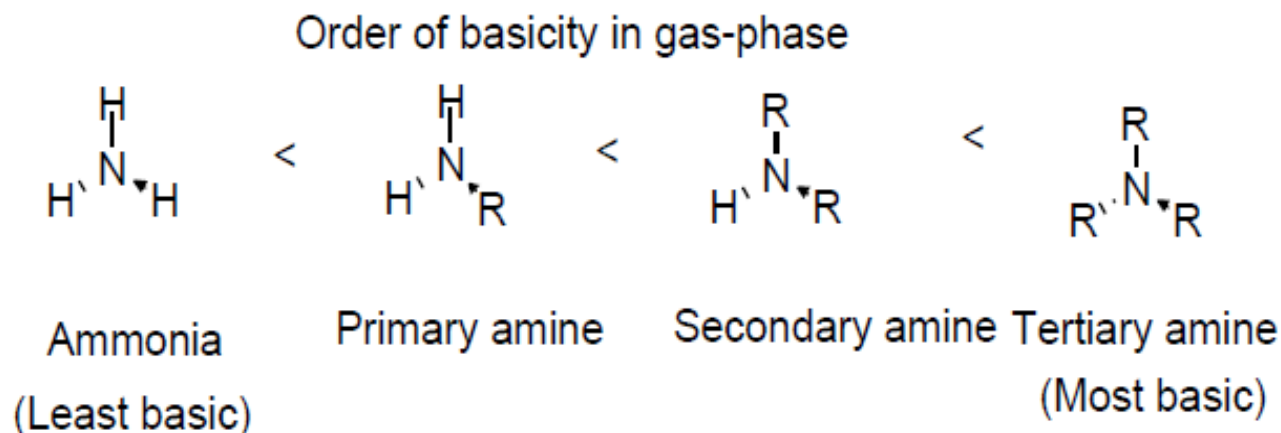 Order of basicity in gas-phase
H H R R
< < <
N N N N
H H H R H R R R
Ammonia Primary amine Secondary amine Tertiary amine
(Least basic) (Most basic)